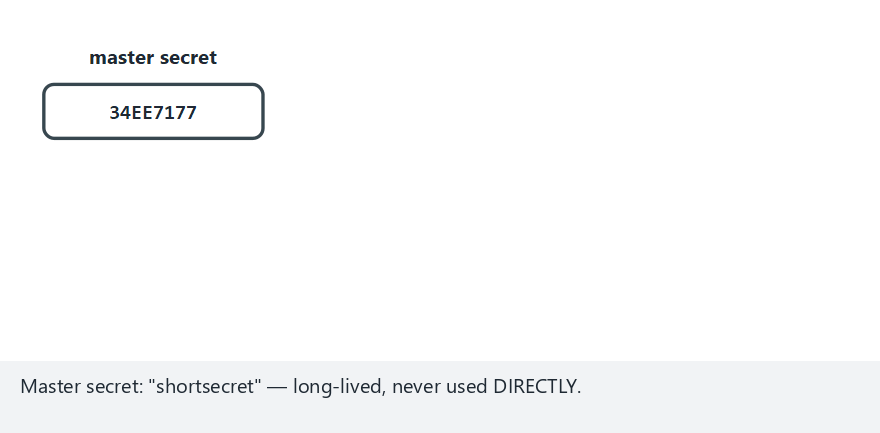 master secret
34EE7177
Master secret: "shortsecret" — long-lived, never used DIRECTLY.